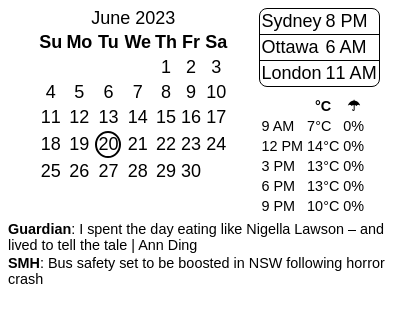 June 2023
Su Mo Tu We Th Fr Sa
1 2 3
4 5 6 7 8 9 10
11 12 13 14 15 16 17
18 19 20 21 22 23 24
25 26 27 28 29 30
Sydney 8 PM
Ottawa 6 AM
London 11 AM
°C ☂
9 AM 7°C 0%
12 PM 14°C 0%
3 PM 13°C 0%
6 PM 13°C 0%
9 PM 10°C 0%
Guardian: I spent the day eating like Nigella Lawson – and
lived to tell the tale | Ann Ding
SMH: Bus safety set to be boosted in NSW following horror
crash